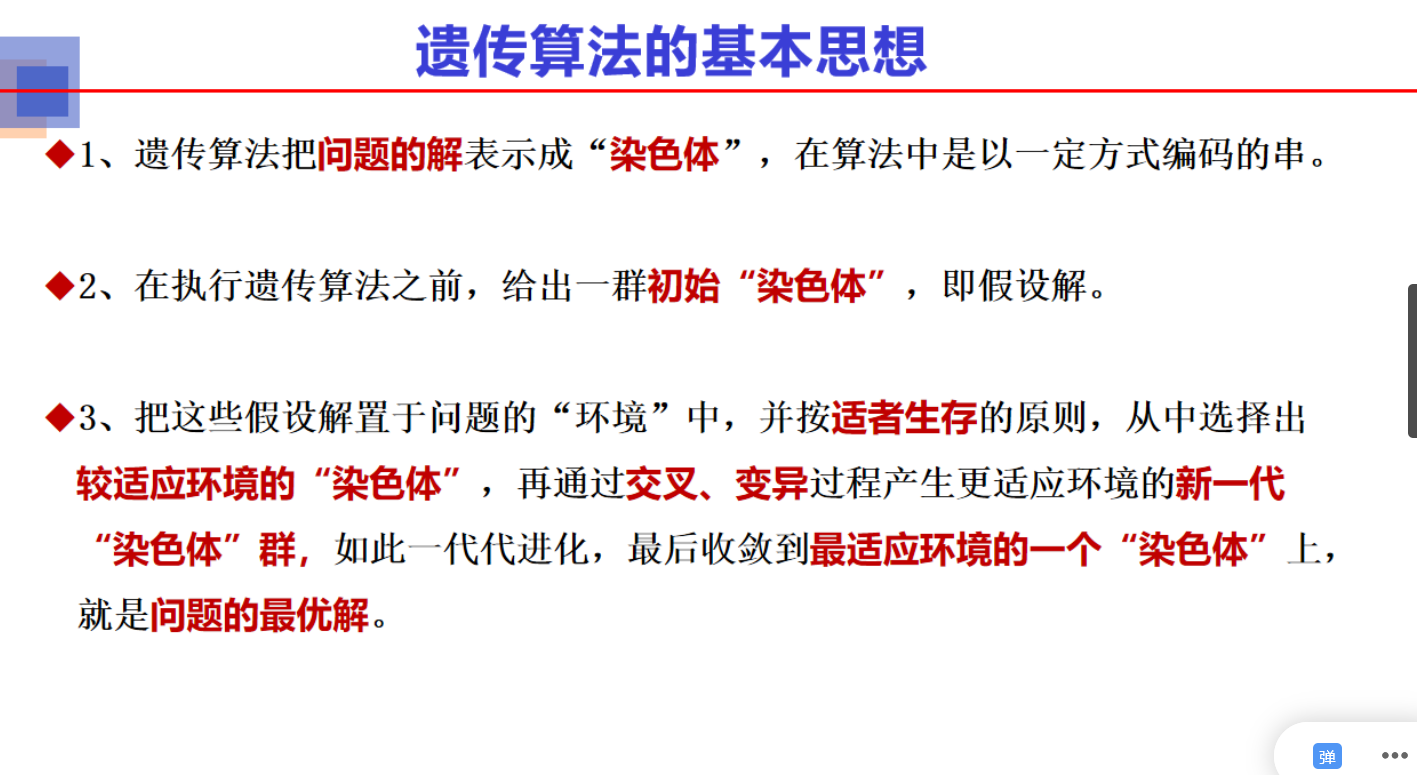 遗传算法的基本思想
◆1、遗传算法把问题的解表示成“染色体”，在算法中是以一定方式编码的串。
◆2、在执行遗传算法之前，给出一群初始“染色体”，即假设解。
◆3、把这些假设解置于问题的“环境”中，并按适者生存的原则，从中选择出
较适应环境的“染色体”，再通过交叉、变异过程产生更适应环境的新一代
“染色体”群，如此一代代进化，最后收敛到最适应环境的一个“染色体”上，
就是问题的最优解。
弹